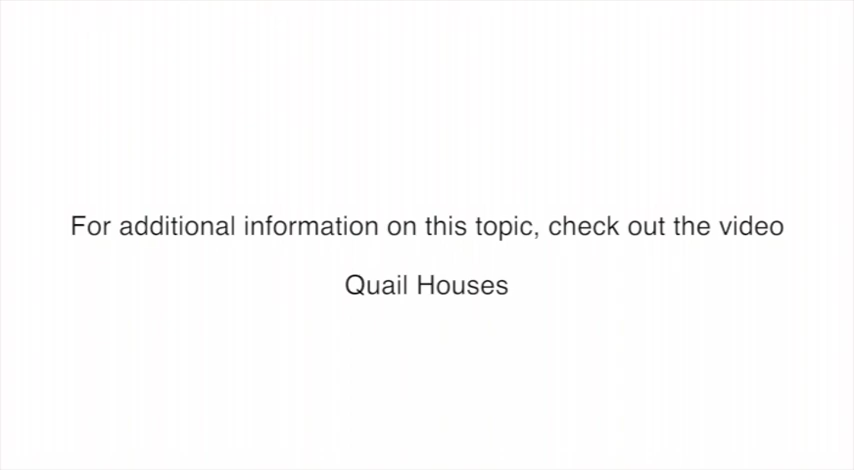 For additional information on this topic, check out the video
Quail Houses